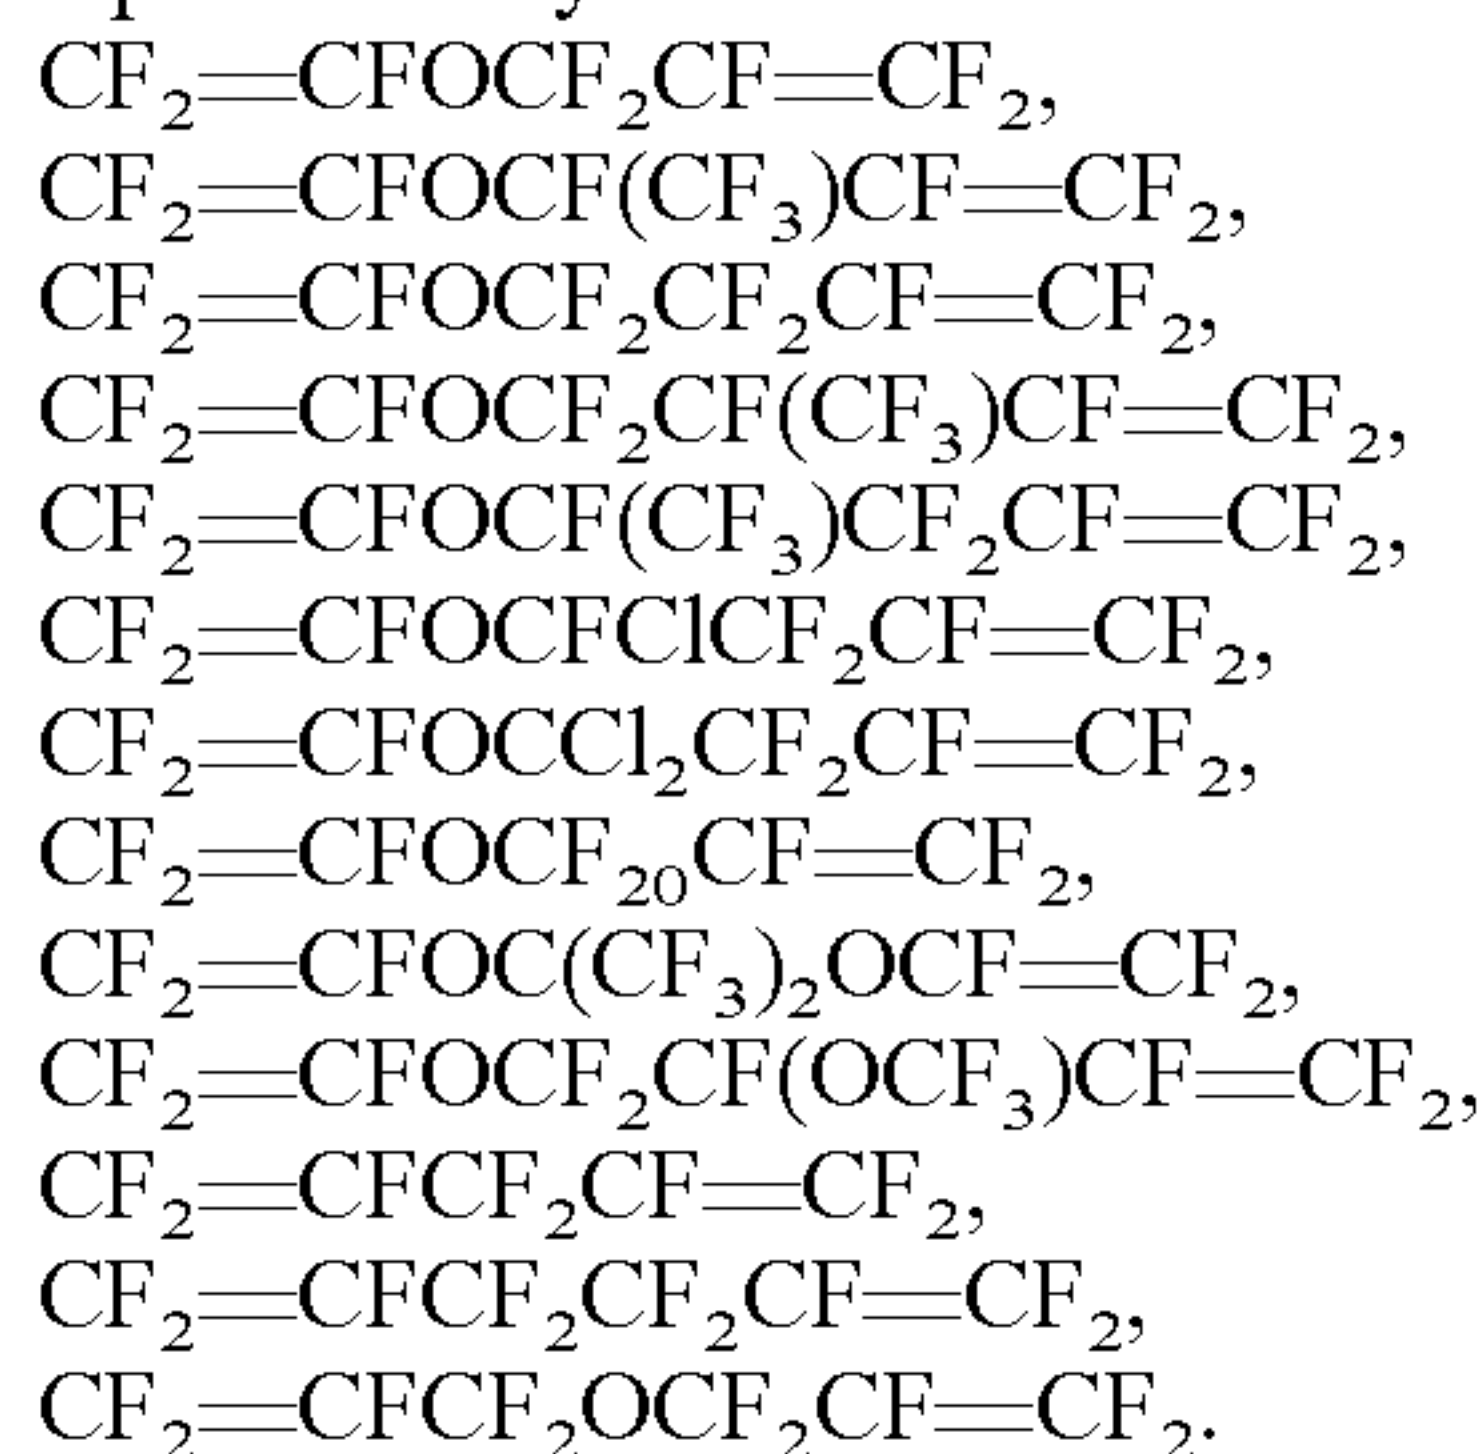 CF₂=CFOCF₂CF=CF₂,
CF₂=CFOCF(CF₃)CF=CF₂,
CF₂=CFOCF₂CF₂CF=CF₂,
CF₂=CFOCF₂CF(CF₃)CF=CF₂,
CF₂=CFOCF(CF₃)CF₂CF=CF₂,
CF₂=CFOCFClCF₂CF=CF₂,
CF₂=CFOCCl₂CF₂CF=CF₂,
CF₂=CFOCF₂₀CF=CF₂,
CF₂=CFOC(CF₃)₂OCF=CF₂,
CF₂=CFOCF₂CF(OCF₃)CF=CF₂,
CF₂=CFCF₂CF=CF₂,
CF₂=CFCF₂CF₂CF=CF₂,
CF₂=CFCF₂OCF₂CF=CF₂.